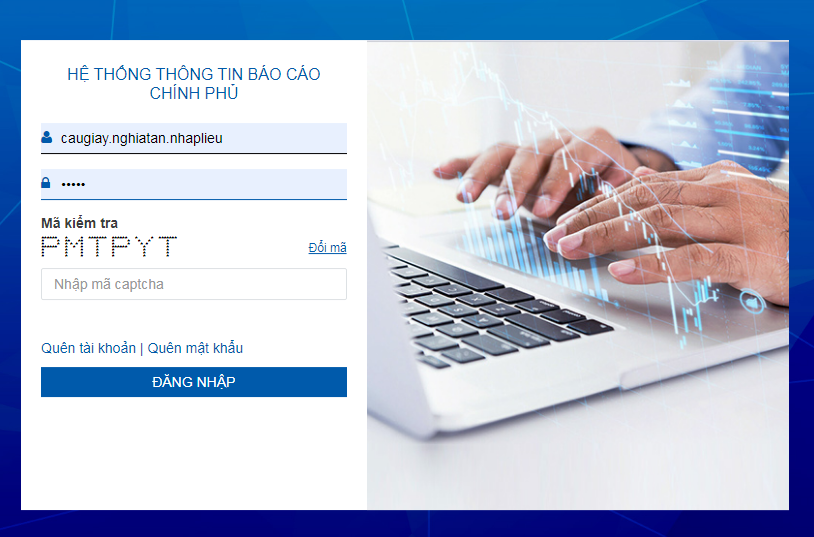 HỆ THỐNG THÔNG TIN BÁO CÁO
CHÍNH PHỦ
caugiay.nghiatan.nhaplieu
•••••
Mã kiểm tra
PMTPYT
Đổi mã
Nhập mã captcha
Quên tài khoản | Quên mật khẩu
ĐĂNG NHẬP